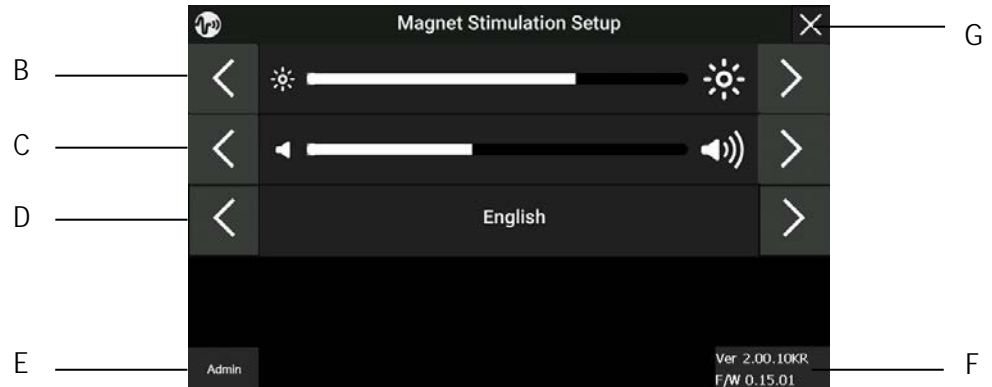 Magnet Stimulation Setup
G
B
C
D
English
E
Admin
Ver 2.00.10KR
F/W 0.15.01
F